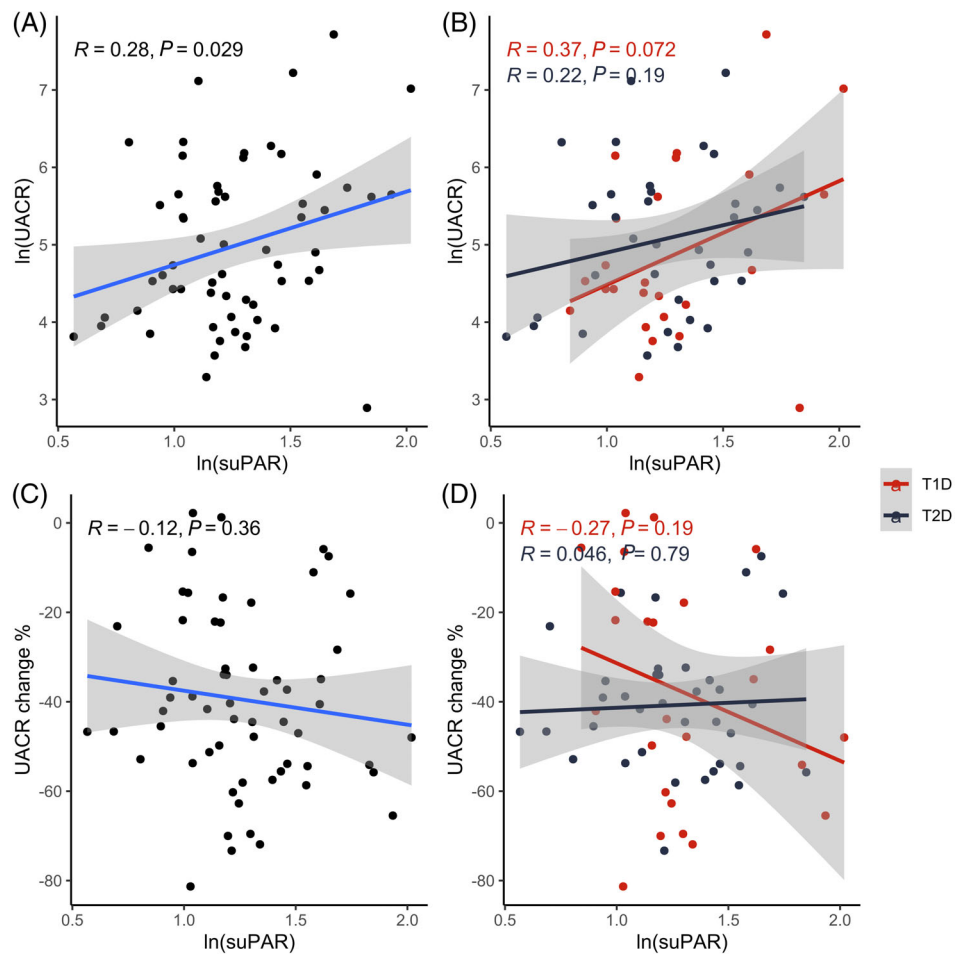 (A)
R = 0.28, P = 0.029
7
6
5
4
3
ln(UACR)
0.5 1.0 1.5 2.0
ln(suPAR)
(B)
R = 0.37, P = 0.072
R = 0.22, P = 0.19
7
6
5
4
3
ln(UACR)
0.5 1.0 1.5 2.0
ln(suPAR)
(C)
R = −0.12, P = 0.36
0
-20
-40
-60
-80
UACR change %
0.5 1.0 1.5 2.0
ln(suPAR)
(D)
R = −0.27, P = 0.19
R = 0.046, P = 0.79
0
-20
-40
-60
-80
UACR change %
0.5 1.0 1.5 2.0
ln(suPAR)
a T1D
a T2D